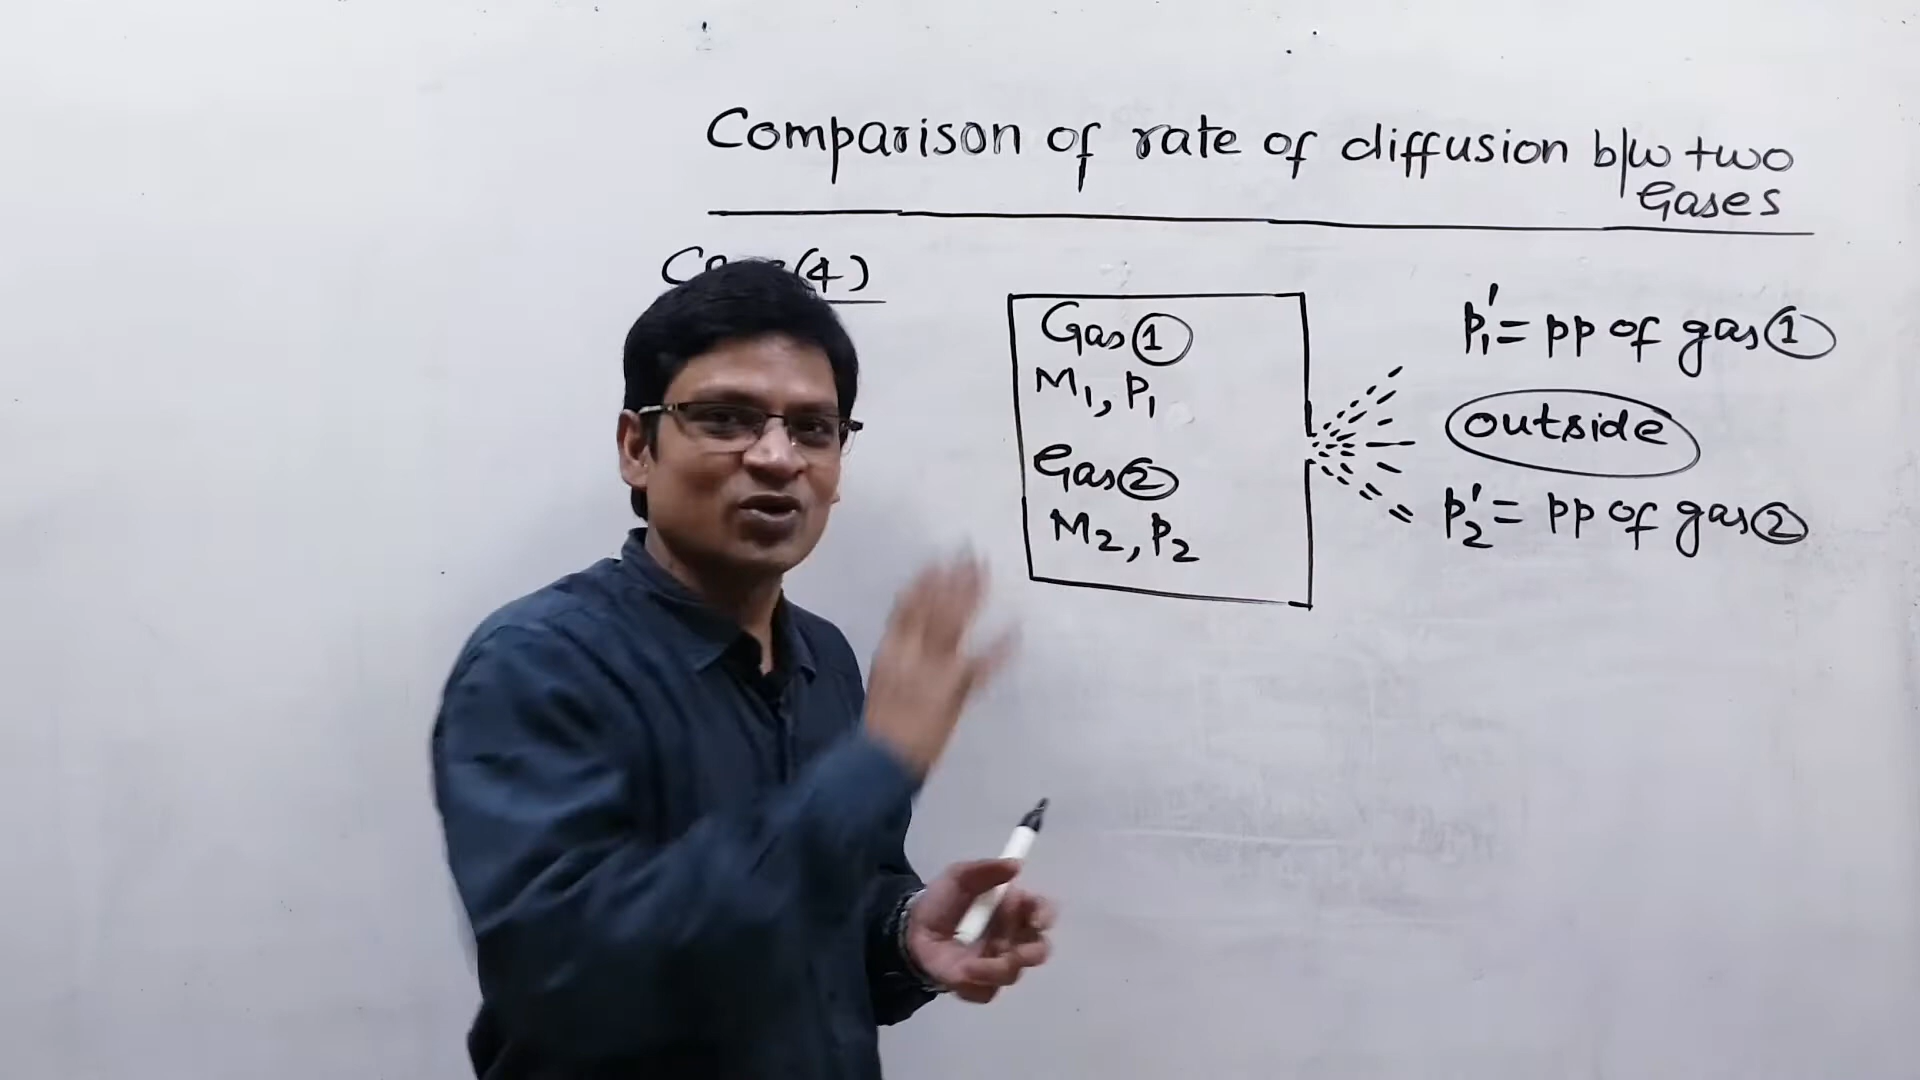 Comparison of rate of diffusion b/w two
Gases
(4)
Gas ①
M₁, P₁
Gas ②
M₂, P₂
P₁' = pp of gas ①
outside
P₂' = pp of gas ②